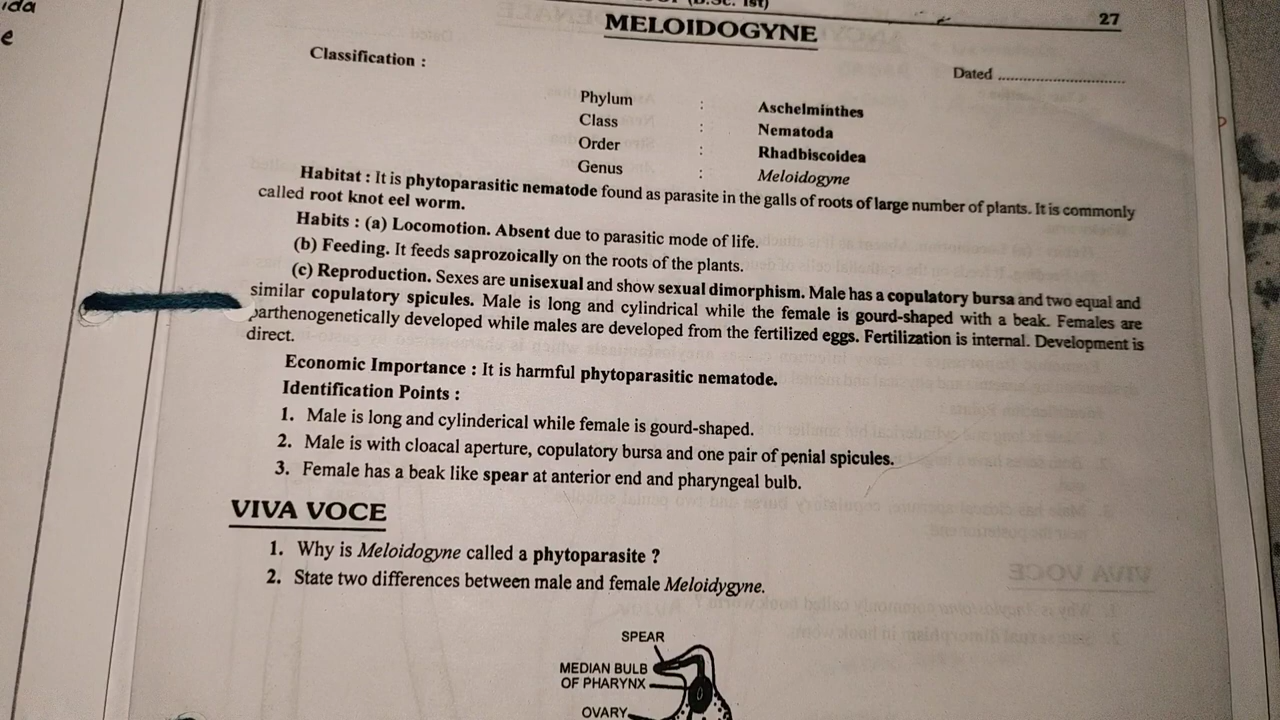 ida
e
(B.Sc. Ist)
27
MELOIDOGYNE
Classification :
Dated ................................
Phylum : Aschelminthes
Class : Nematoda
Order : Rhadbiscoidea
Genus : Meloidogyne
Habitat : It is phytoparasitic nematode found as parasite in the galls of roots of large number of plants. It is commonly
called root knot eel worm.
Habits : (a) Locomotion. Absent due to parasitic mode of life.
(b) Feeding. It feeds saprozoically on the roots of the plants.
(c) Reproduction. Sexes are unisexual and show sexual dimorphism. Male has a copulatory bursa and two equal and
similar copulatory spicules. Male is long and cylindrical while the female is gourd-shaped with a beak. Females are
parthenogenetically developed while males are developed from the fertilized eggs. Fertilization is internal. Development is
direct.
Economic Importance : It is harmful phytoparasitic nematode.
Identification Points :
1. Male is long and cylinderical while female is gourd-shaped.
2. Male is with cloacal aperture, copulatory bursa and one pair of penial spicules.
3. Female has a beak like spear at anterior end and pharyngeal bulb.
VIVA VOCE
1. Why is Meloidogyne called a phytoparasite ?
2. State two differences between male and female Meloidygyne.
SPEAR
MEDIAN BULB
OF PHARYNX
OVARY